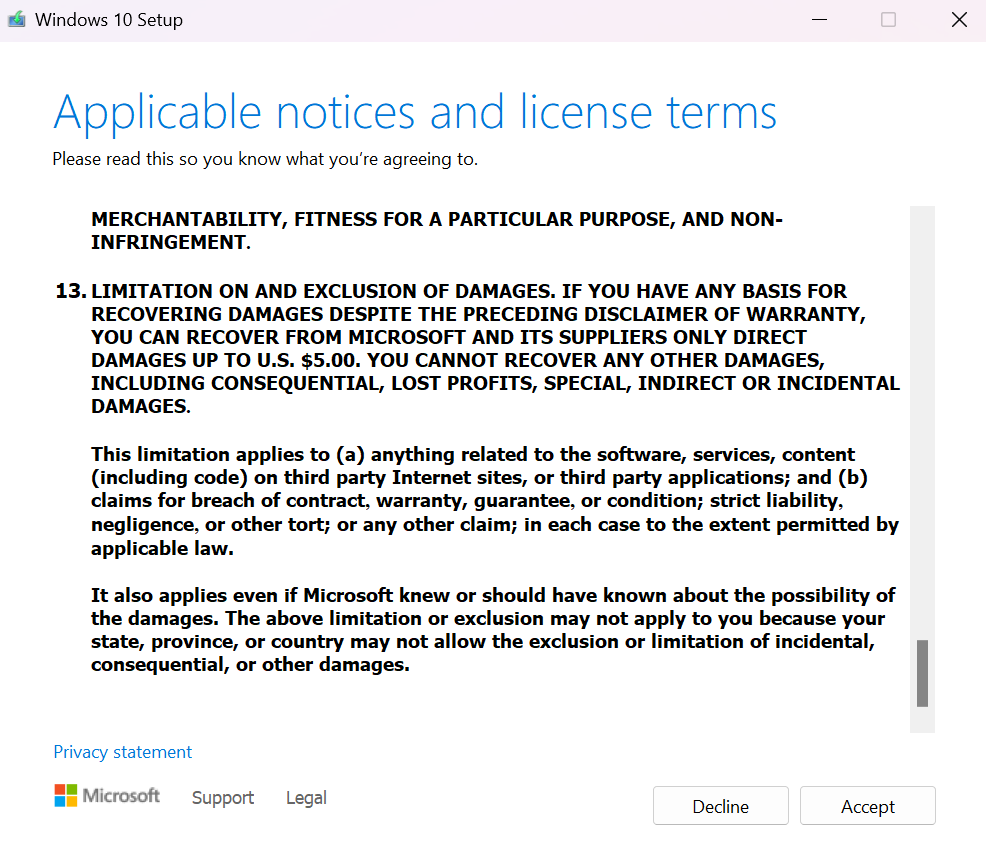 Windows 10 Setup
Applicable notices and license terms
Please read this so you know what you’re agreeing to.
MERCHANTABILITY, FITNESS FOR A PARTICULAR PURPOSE, AND NON-
INFRINGEMENT.
13. LIMITATION ON AND EXCLUSION OF DAMAGES. IF YOU HAVE ANY BASIS FOR
RECOVERING DAMAGES DESPITE THE PRECEDING DISCLAIMER OF WARRANTY,
YOU CAN RECOVER FROM MICROSOFT AND ITS SUPPLIERS ONLY DIRECT
DAMAGES UP TO U.S. $5.00. YOU CANNOT RECOVER ANY OTHER DAMAGES,
INCLUDING CONSEQUENTIAL, LOST PROFITS, SPECIAL, INDIRECT OR INCIDENTAL
DAMAGES.
This limitation applies to (a) anything related to the software, services, content
(including code) on third party Internet sites, or third party applications; and (b)
claims for breach of contract, warranty, guarantee, or condition; strict liability,
negligence, or other tort; or any other claim; in each case to the extent permitted by
applicable law.
It also applies even if Microsoft knew or should have known about the possibility of
the damages. The above limitation or exclusion may not apply to you because your
state, province, or country may not allow the exclusion or limitation of incidental,
consequential, or other damages.
Privacy statement
Microsoft Support Legal Decline Accept